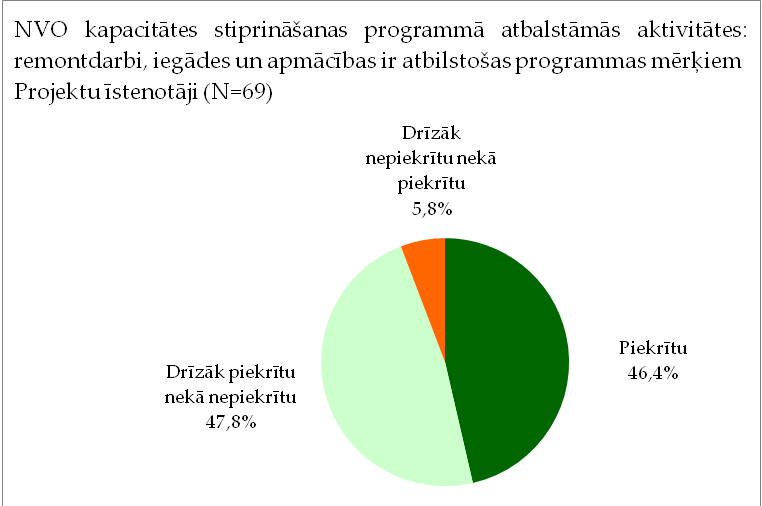 NVO kapacitātes stiprināšanas programmā atbalstāmās aktivitātes:
remontdarbi, iegādes un apmācības ir atbilstošas programmas mērķiem
Projektu īstenotāji (N=69)
Drīzāk
nepiekrītu nekā
piekrītu
5,8%
Piekrītu
46,4%
Drīzāk piekrītu
nekā nepiekrītu
47,8%